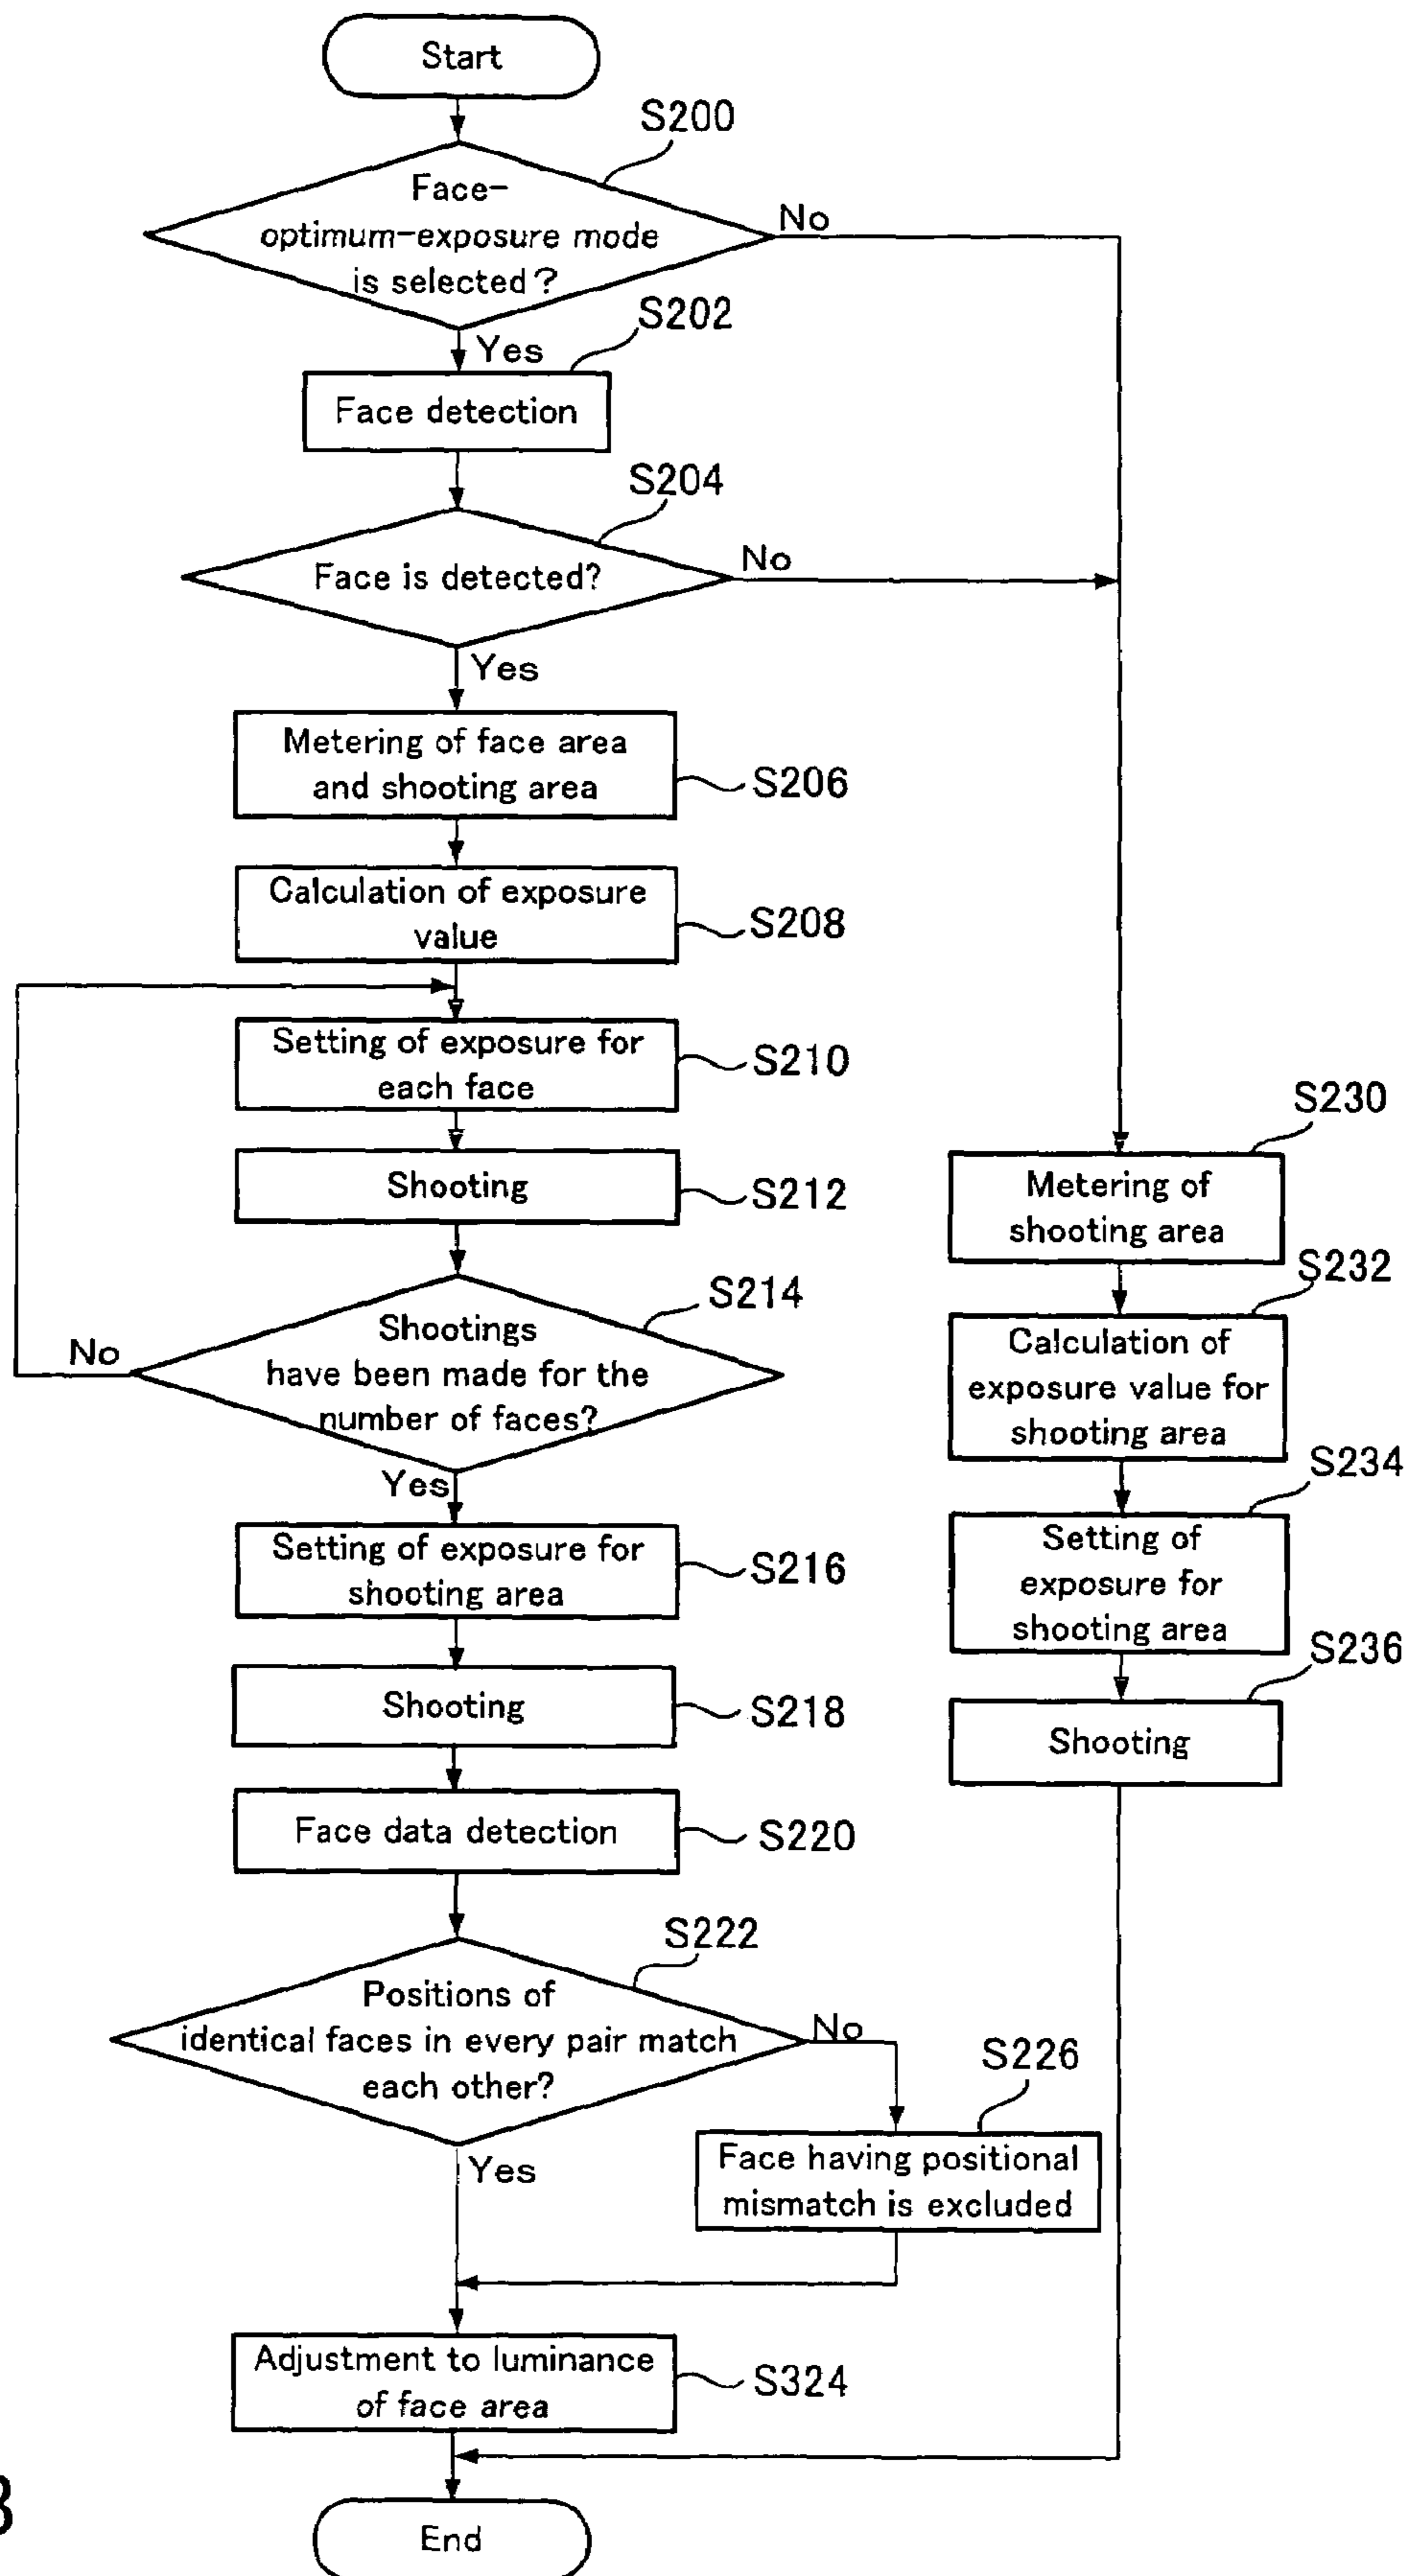 Start
S200
Face-
optimum-exposure mode
is selected?
No
S202
Yes
Face detection
S204
Face is detected?
No
Yes
Metering of face area
and shooting area
S206
Calculation of exposure
value
S208
Setting of exposure for
each face
S210
Shooting
S212
S214
Shootings
have been made for the
number of faces?
No
Yes
Setting of exposure for
shooting area
S216
Shooting
S218
Face data detection
S220
S222
Positions of
identical faces in every pair match
each other?
No
S226
Face having positional
mismatch is excluded
Yes
Adjustment to luminance
of face area
S324
S230
Metering of
shooting area
S232
Calculation of
exposure value for
shooting area
S234
Setting of
exposure for
shooting area
S236
Shooting
End